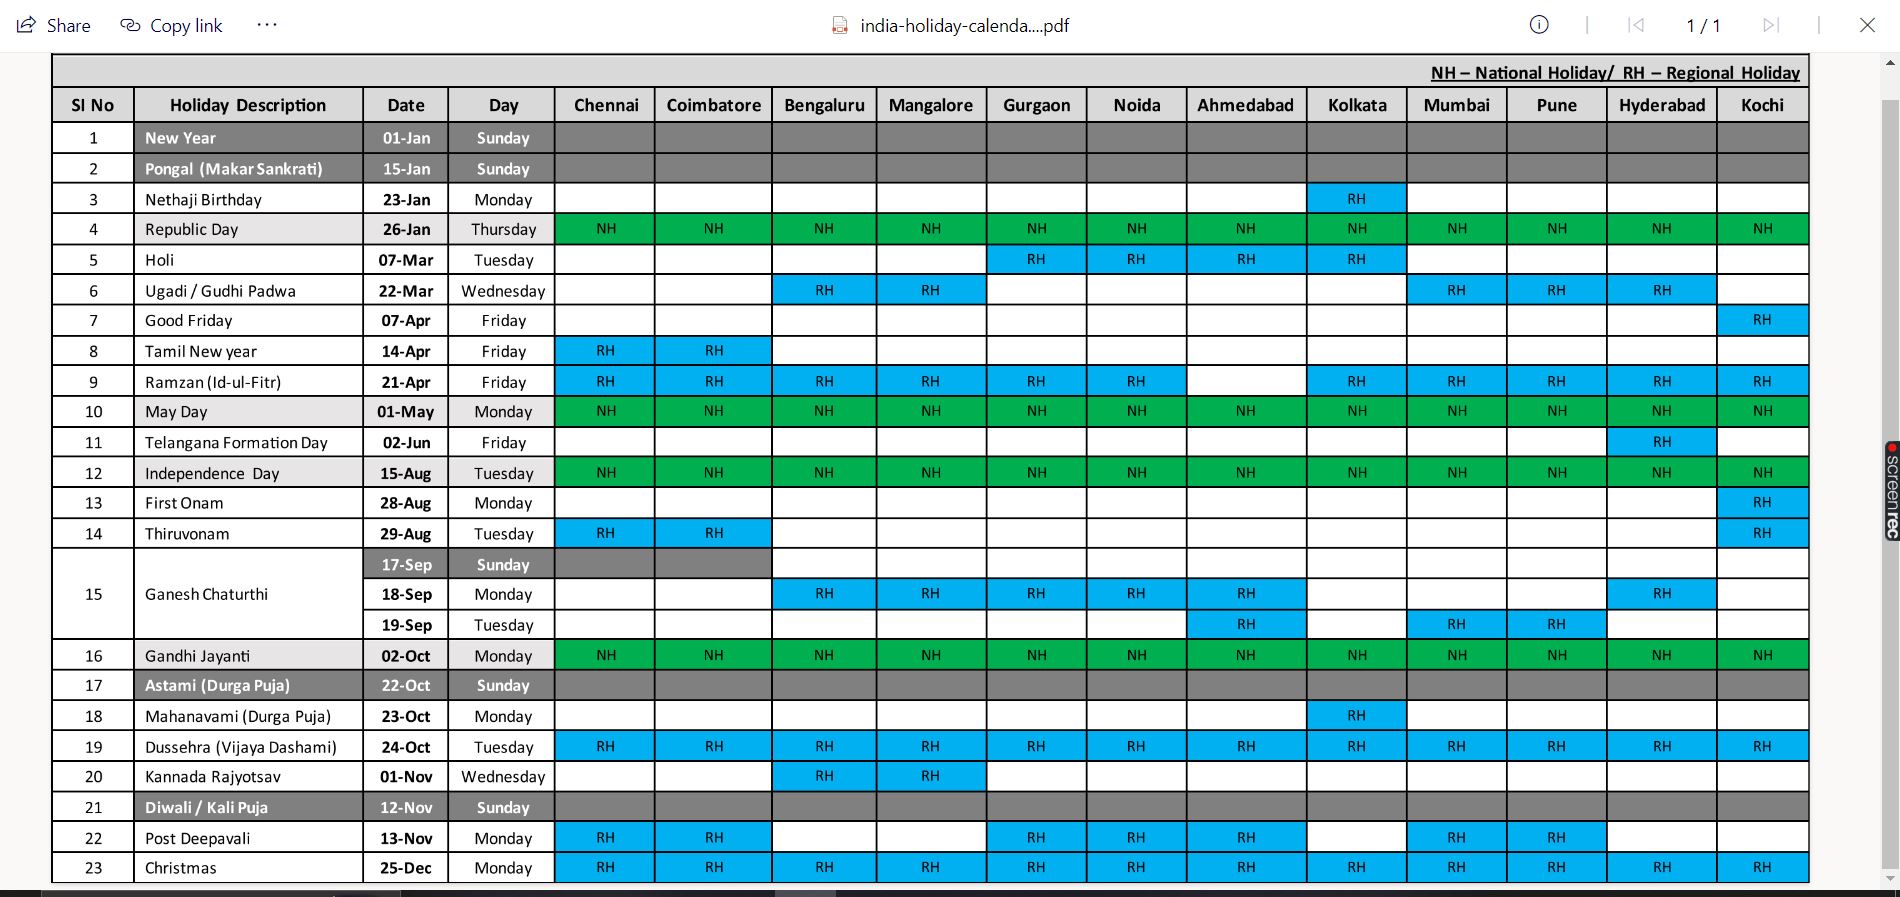 Share Copy link ... india-holiday-calenda....pdf 1 / 1
NH – National Holiday/ RH – Regional Holiday
SI No Holiday Description Date Day Chennai Coimbatore Bengaluru Mangalore Gurgaon Noida Ahmedabad Kolkata Mumbai Pune Hyderabad Kochi
1 New Year 01-Jan Sunday
2 Pongal (Makar Sankrati) 15-Jan Sunday
3 Nethaji Birthday 23-Jan Monday RH
4 Republic Day 26-Jan Thursday NH NH NH NH NH NH NH NH NH NH NH NH
5 Holi 07-Mar Tuesday RH RH RH RH
6 Ugadi / Gudhi Padwa 22-Mar Wednesday RH RH RH RH RH
7 Good Friday 07-Apr Friday RH
8 Tamil New year 14-Apr Friday RH RH
9 Ramzan (Id-ul-Fitr) 21-Apr Friday RH RH RH RH RH RH RH RH RH RH RH
10 May Day 01-May Monday NH NH NH NH NH NH NH NH NH NH NH NH
11 Telangana Formation Day 02-Jun Friday RH
12 Independence Day 15-Aug Tuesday NH NH NH NH NH NH NH NH NH NH NH NH
13 First Onam 28-Aug Monday RH
14 Thiruvonam 29-Aug Tuesday RH RH RH
17-Sep Sunday
15 Ganesh Chaturthi 18-Sep Monday RH RH RH RH RH RH
19-Sep Tuesday RH RH RH
16 Gandhi Jayanti 02-Oct Monday NH NH NH NH NH NH NH NH NH NH NH NH
17 Astami (Durga Puja) 22-Oct Sunday
18 Mahanavami (Durga Puja) 23-Oct Monday RH
19 Dussehra (Vijaya Dashami) 24-Oct Tuesday RH RH RH RH RH RH RH RH RH RH RH RH
20 Kannada Rajyotsav 01-Nov Wednesday RH RH
21 Diwali / Kali Puja 12-Nov Sunday
22 Post Deepavali 13-Nov Monday RH RH RH RH RH RH RH
23 Christmas 25-Dec Monday RH RH RH RH RH RH RH RH RH RH RH RH
screenrec